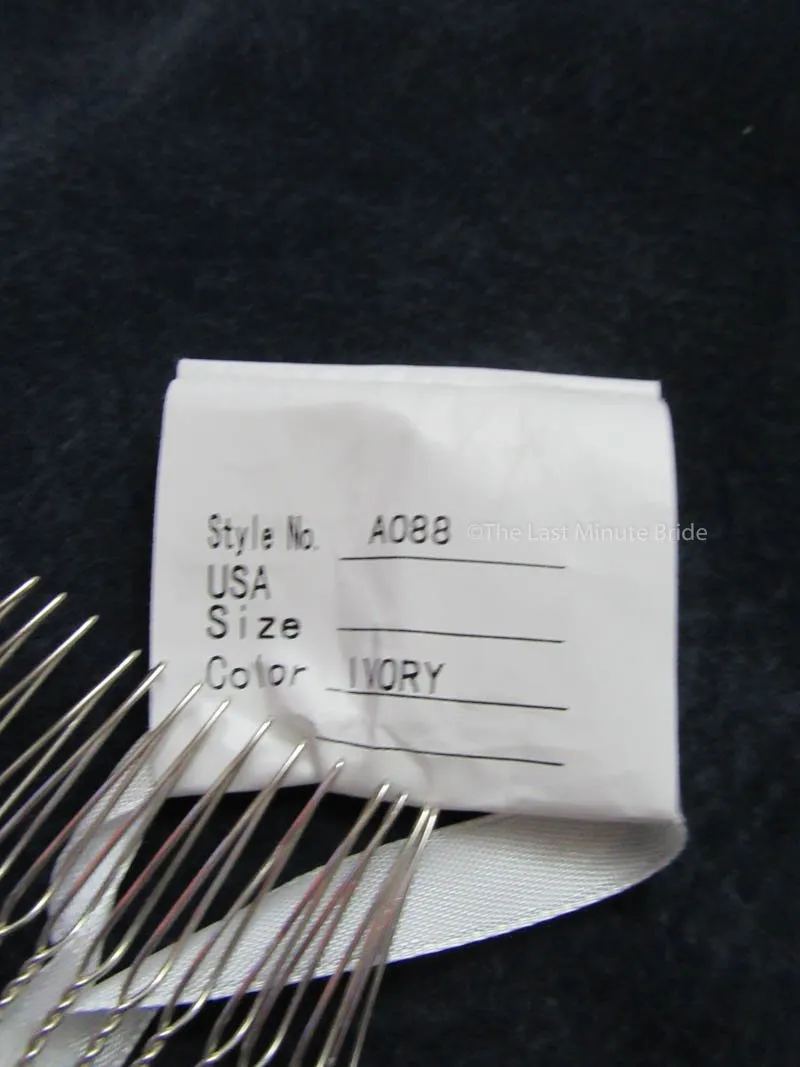 Style No. A088
©The Last Minute Bride
USA
Size
Color IVORY